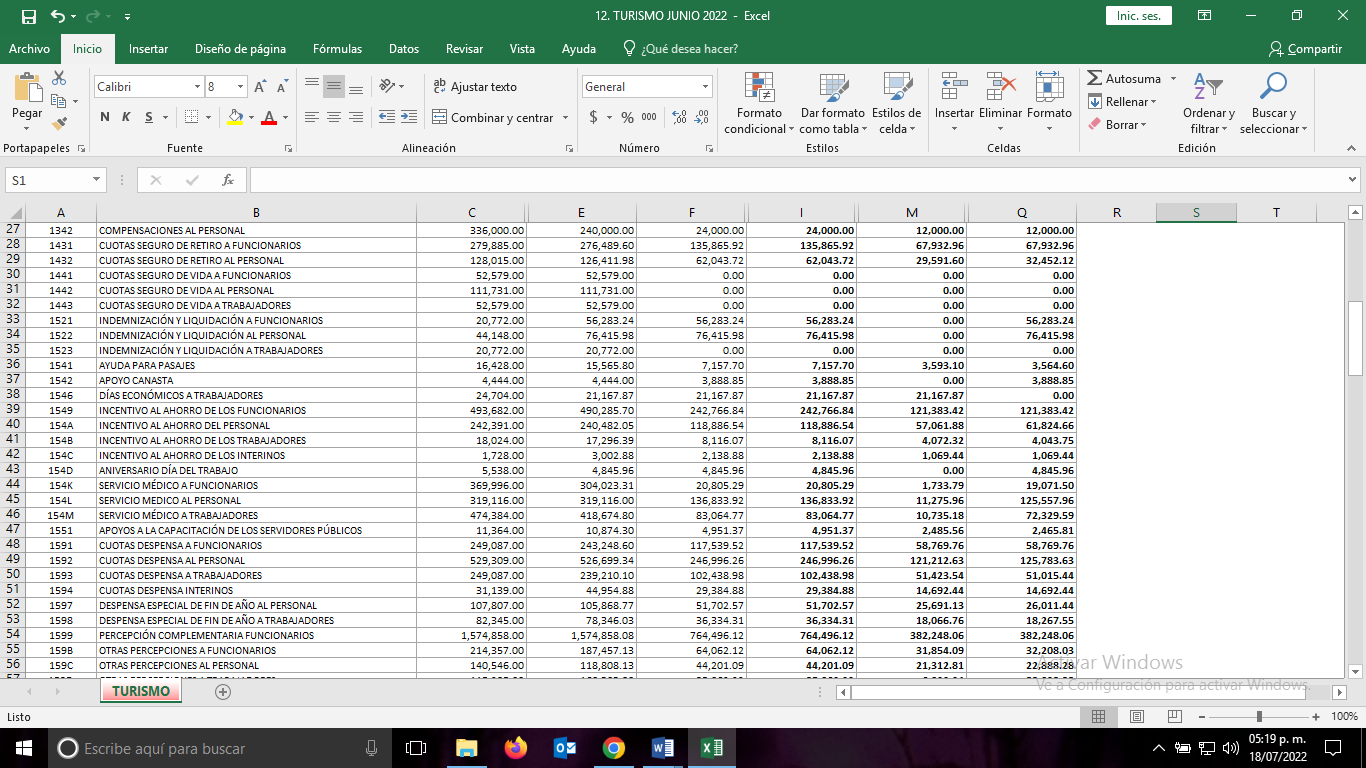 12. TURISMO JUNIO 2022 - Excel
Inic. ses.
Archivo Inicio Insertar Diseño de página Fórmulas Datos Revisar Vista Ayuda ¿Qué desea hacer? Compartir
Pegar
Calibri 8
N K S
Ajustar texto
Combinar y centrar
General
$ % 000
Formato condicional
Dar formato como tabla
Estilos de celda
Insertar Eliminar Formato
Autosuma
Rellenar
Borrar
Ordenar y filtrar
Buscar y seleccionar
Portapapeles Fuente Alineación Número Estilos Celdas Edición
S1 fx
A B C E F I M Q R S T
27 1342 COMPENSACIONES AL PERSONAL 336,000.00 240,000.00 24,000.00 24,000.00 12,000.00 12,000.00
28 1431 CUOTAS SEGURO DE RETIRO A FUNCIONARIOS 279,885.00 276,489.60 135,865.92 135,865.92 67,932.96 67,932.96
29 1432 CUOTAS SEGURO DE RETIRO AL PERSONAL 128,015.00 126,411.98 62,043.72 62,043.72 29,591.60 32,452.12
30 1441 CUOTAS SEGURO DE VIDA A FUNCIONARIOS 52,579.00 52,579.00 0.00 0.00 0.00 0.00
31 1442 CUOTAS SEGURO DE VIDA AL PERSONAL 111,731.00 111,731.00 0.00 0.00 0.00 0.00
32 1443 CUOTAS SEGURO DE VIDA A TRABAJADORES 52,579.00 52,579.00 0.00 0.00 0.00 0.00
33 1521 INDEMNIZACIÓN Y LIQUIDACIÓN A FUNCIONARIOS 20,772.00 56,283.24 56,283.24 56,283.24 0.00 56,283.24
34 1522 INDEMNIZACIÓN Y LIQUIDACIÓN AL PERSONAL 44,148.00 76,415.98 76,415.98 76,415.98 0.00 76,415.98
35 1523 INDEMNIZACIÓN Y LIQUIDACIÓN A TRABAJADORES 20,772.00 20,772.00 0.00 0.00 0.00 0.00
36 1541 AYUDA PARA PASAJES 16,428.00 15,565.80 7,157.70 7,157.70 3,593.10 3,564.60
37 1542 APOYO CANASTA 4,444.00 4,444.00 3,888.85 3,888.85 0.00 3,888.85
38 1546 DÍAS ECONÓMICOS A TRABAJADORES 24,704.00 21,167.87 21,167.87 21,167.87 21,167.87 0.00
39 1549 INCENTIVO AL AHORRO DE LOS FUNCIONARIOS 493,682.00 490,285.70 242,766.84 242,766.84 121,383.42 121,383.42
40 154A INCENTIVO AL AHORRO DEL PERSONAL 242,391.00 240,482.05 118,886.54 118,886.54 57,061.88 61,824.66
41 154B INCENTIVO AL AHORRO DE LOS TRABAJADORES 18,024.00 17,296.39 8,116.07 8,116.07 4,072.32 4,043.75
42 154C INCENTIVO AL AHORRO DE LOS INTERINOS 1,728.00 3,002.88 2,138.88 2,138.88 1,069.44 1,069.44
43 154D ANIVERSARIO DÍA DEL TRABAJO 5,538.00 4,845.96 4,845.96 4,845.96 0.00 4,845.96
44 154K SERVICIO MÉDICO A FUNCIONARIOS 369,996.00 304,023.31 20,805.29 20,805.29 1,733.79 19,071.50
45 154L SERVICIO MEDICO AL PERSONAL 319,116.00 319,116.00 136,833.92 136,833.92 11,275.96 125,557.96
46 154M SERVICIO MÉDICO A TRABAJADORES 474,384.00 418,674.80 83,064.77 83,064.77 10,735.18 72,329.59
47 1551 APOYOS A LA CAPACITACIÓN DE LOS SERVIDORES PÚBLICOS 11,364.00 10,874.30 4,951.37 4,951.37 2,485.56 2,465.81
48 1591 CUOTAS DESPENSA A FUNCIONARIOS 249,087.00 243,248.60 117,539.52 117,539.52 58,769.76 58,769.76
49 1592 CUOTAS DESPENSA AL PERSONAL 529,309.00 526,699.34 246,996.26 246,996.26 121,212.63 125,783.63
50 1593 CUOTAS DESPENSA A TRABAJADORES 249,087.00 239,210.10 102,438.98 102,438.98 51,423.54 51,015.44
51 1594 CUOTAS DESPENSA INTERINOS 31,139.00 44,954.88 29,384.88 29,384.88 14,692.44 14,692.44
52 1597 DESPENSA ESPECIAL DE FIN DE AÑO AL PERSONAL 107,807.00 105,868.77 51,702.57 51,702.57 25,691.13 26,011.44
53 1598 DESPENSA ESPECIAL DE FIN DE AÑO A TRABAJADORES 82,345.00 78,346.03 36,334.31 36,334.31 18,066.76 18,267.55
54 1599 PERCEPCIÓN COMPLEMENTARIA FUNCIONARIOS 1,574,858.00 1,574,858.08 764,496.12 764,496.12 382,248.06 382,248.06
55 159B OTRAS PERCEPCIONES A FUNCIONARIOS 214,357.00 187,457.13 64,062.12 64,062.12 31,854.09 32,208.03
56 159C OTRAS PERCEPCIONES AL PERSONAL 140,546.00 118,808.13 44,201.09 44,201.09 21,312.81 22,888.28
Activar Windows
Ve a Configuración para activar Windows.
TURISMO
Listo 100%
Escribe aquí para buscar
05:19 p. m.
18/07/2022